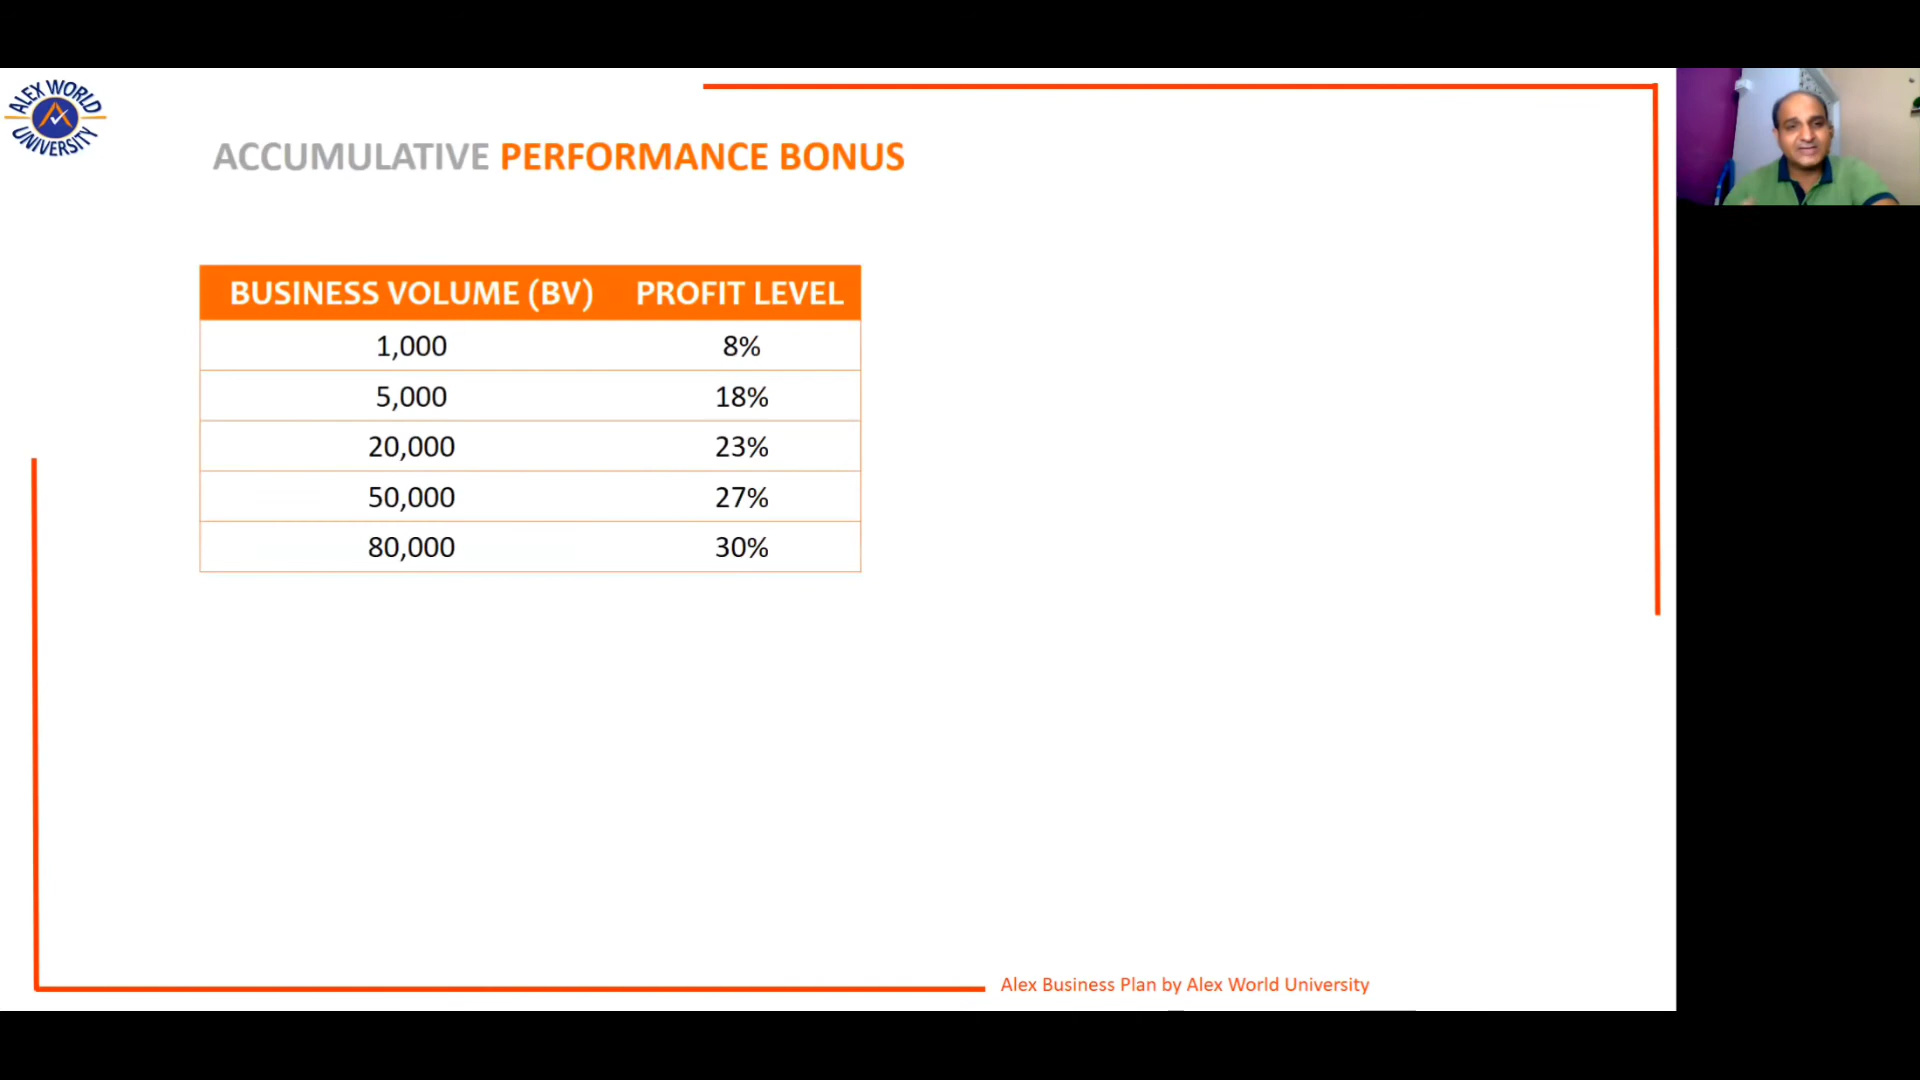 ALEX WORLD
UNIVERSITY
ACCUMULATIVE PERFORMANCE BONUS
BUSINESS VOLUME (BV) PROFIT LEVEL
1,000 8%
5,000 18%
20,000 23%
50,000 27%
80,000 30%
Alex Business Plan by Alex World University